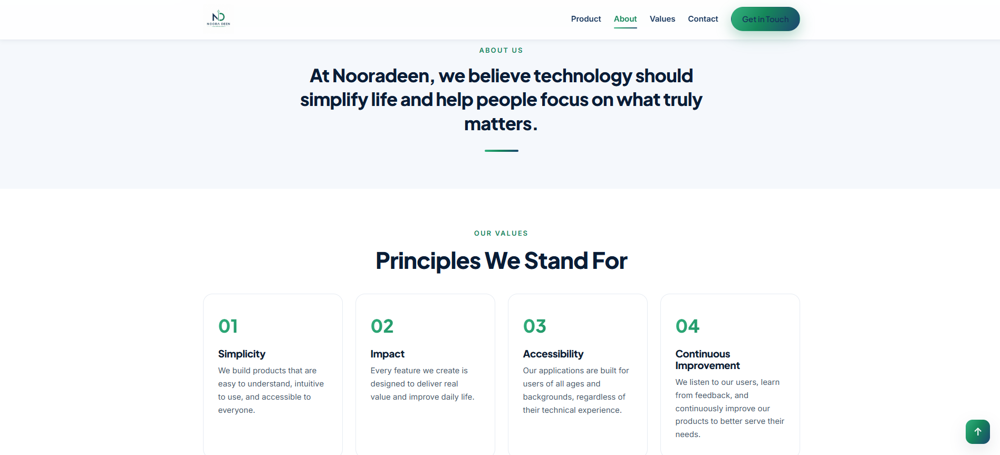 ND
NOORA DEEN
Product
About
Values
Contact
Get in Touch
ABOUT US
At Nooradeen, we believe technology should
simplify life and help people focus on what truly
matters.
OUR VALUES
Principles We Stand For
01
Simplicity
We build products that are
easy to understand, intuitive
to use, and accessible to
everyone.
02
Impact
Every feature we create is
designed to deliver real
value and improve daily life.
03
Accessibility
Our applications are built for
users of all ages and
backgrounds, regardless of
their technical experience.
04
Continuous
Improvement
We listen to our users, learn
from feedback, and
continuously improve our
products to better serve their
needs.